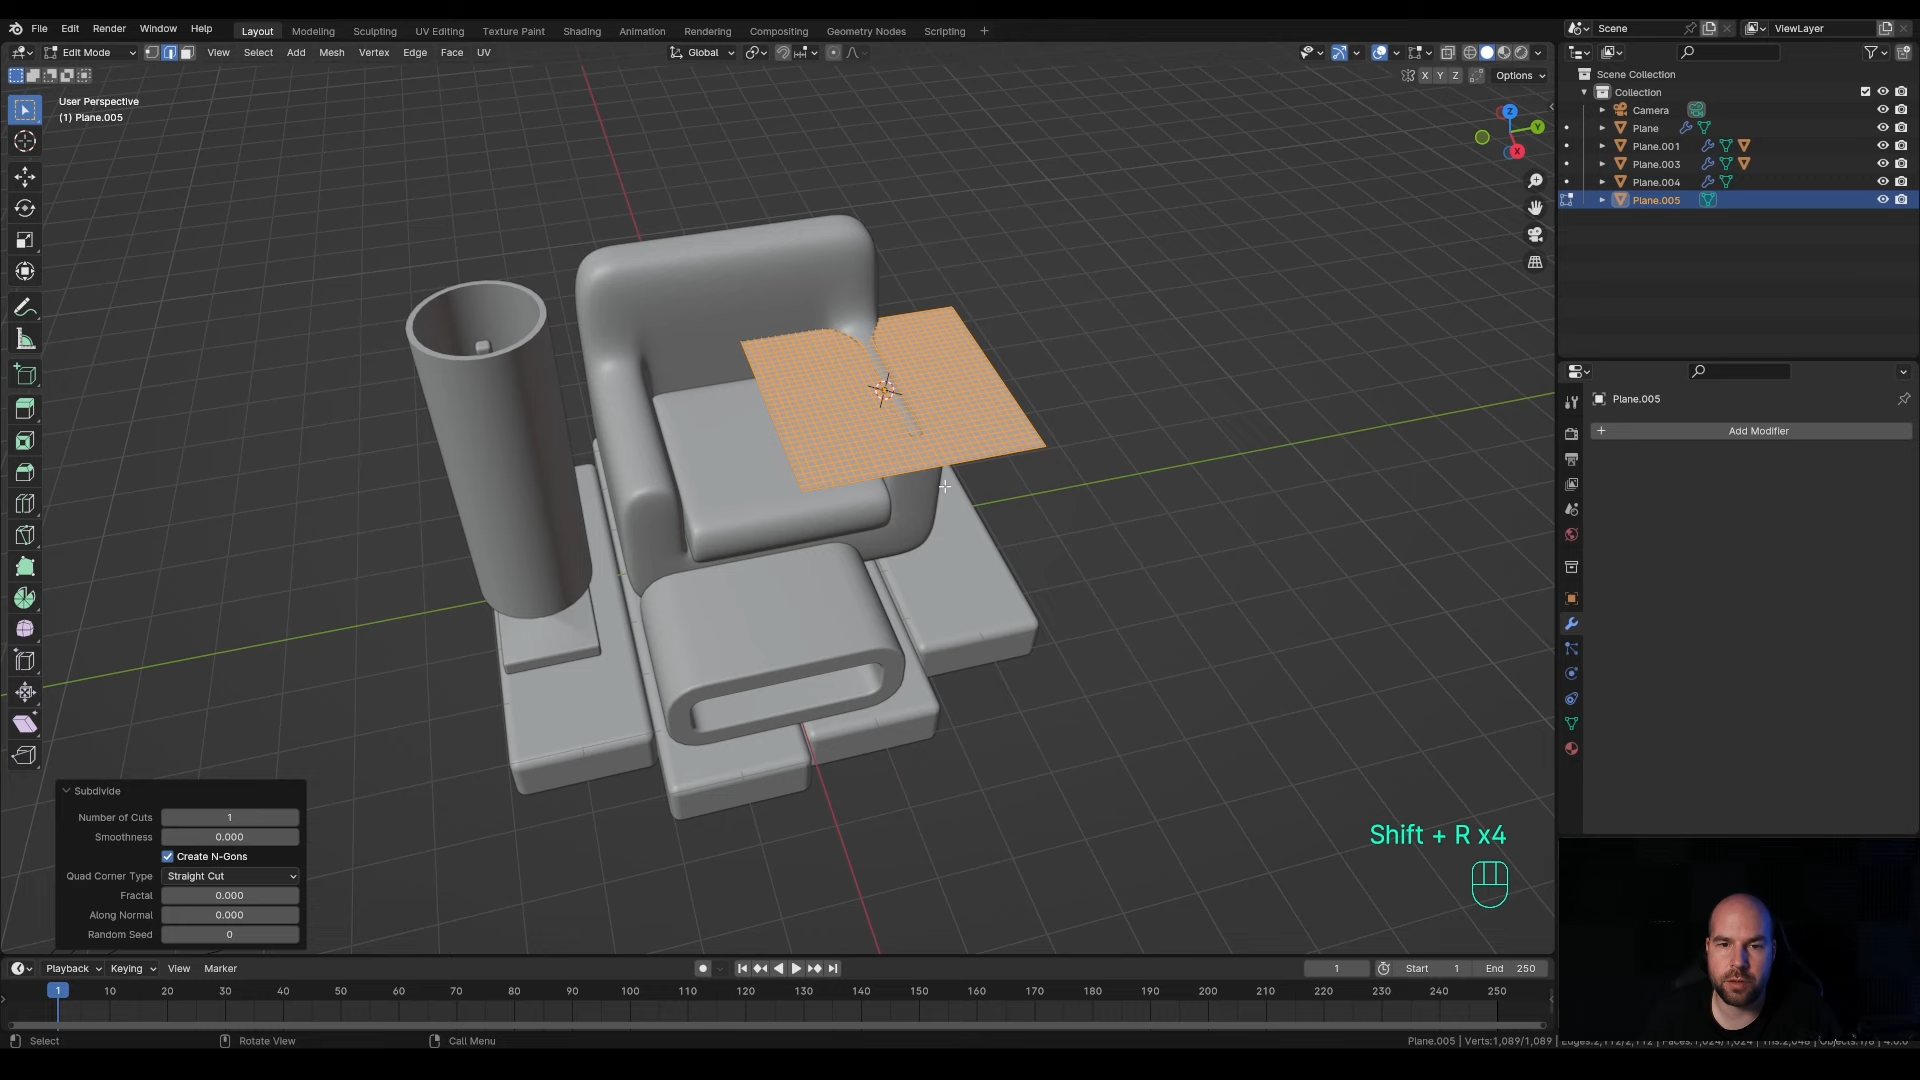 File Edit Render Window Help Layout Modeling Sculpting UV Editing Texture Paint Shading Animation Rendering Compositing Geometry Nodes Scripting + Scene ViewLayer
Edit Mode View Select Add Mesh Vertex Edge Face UV Global
X Y Z Options
Scene Collection
Collection
Camera
Plane
Plane.001
Plane.003
Plane.004
Plane.005
User Perspective
(1) Plane.005
Z
Y
X
Plane.005
+ Add Modifier
Subdivide
Number of Cuts 1
Smoothness 0.000
Create N-Gons
Quad Corner Type Straight Cut
Fractal 0.000
Along Normal 0.000
Random Seed 0
Shift + R x4
Playback Keying View Marker 1 Start 1 End 250
1 10 20 30 40 50 60 70 80 90 100 110 120 130 140 150 160 170 180 190 200 210 220 230 240 250
Select Rotate View Call Menu Plane.005 | Verts:1,089/1,089